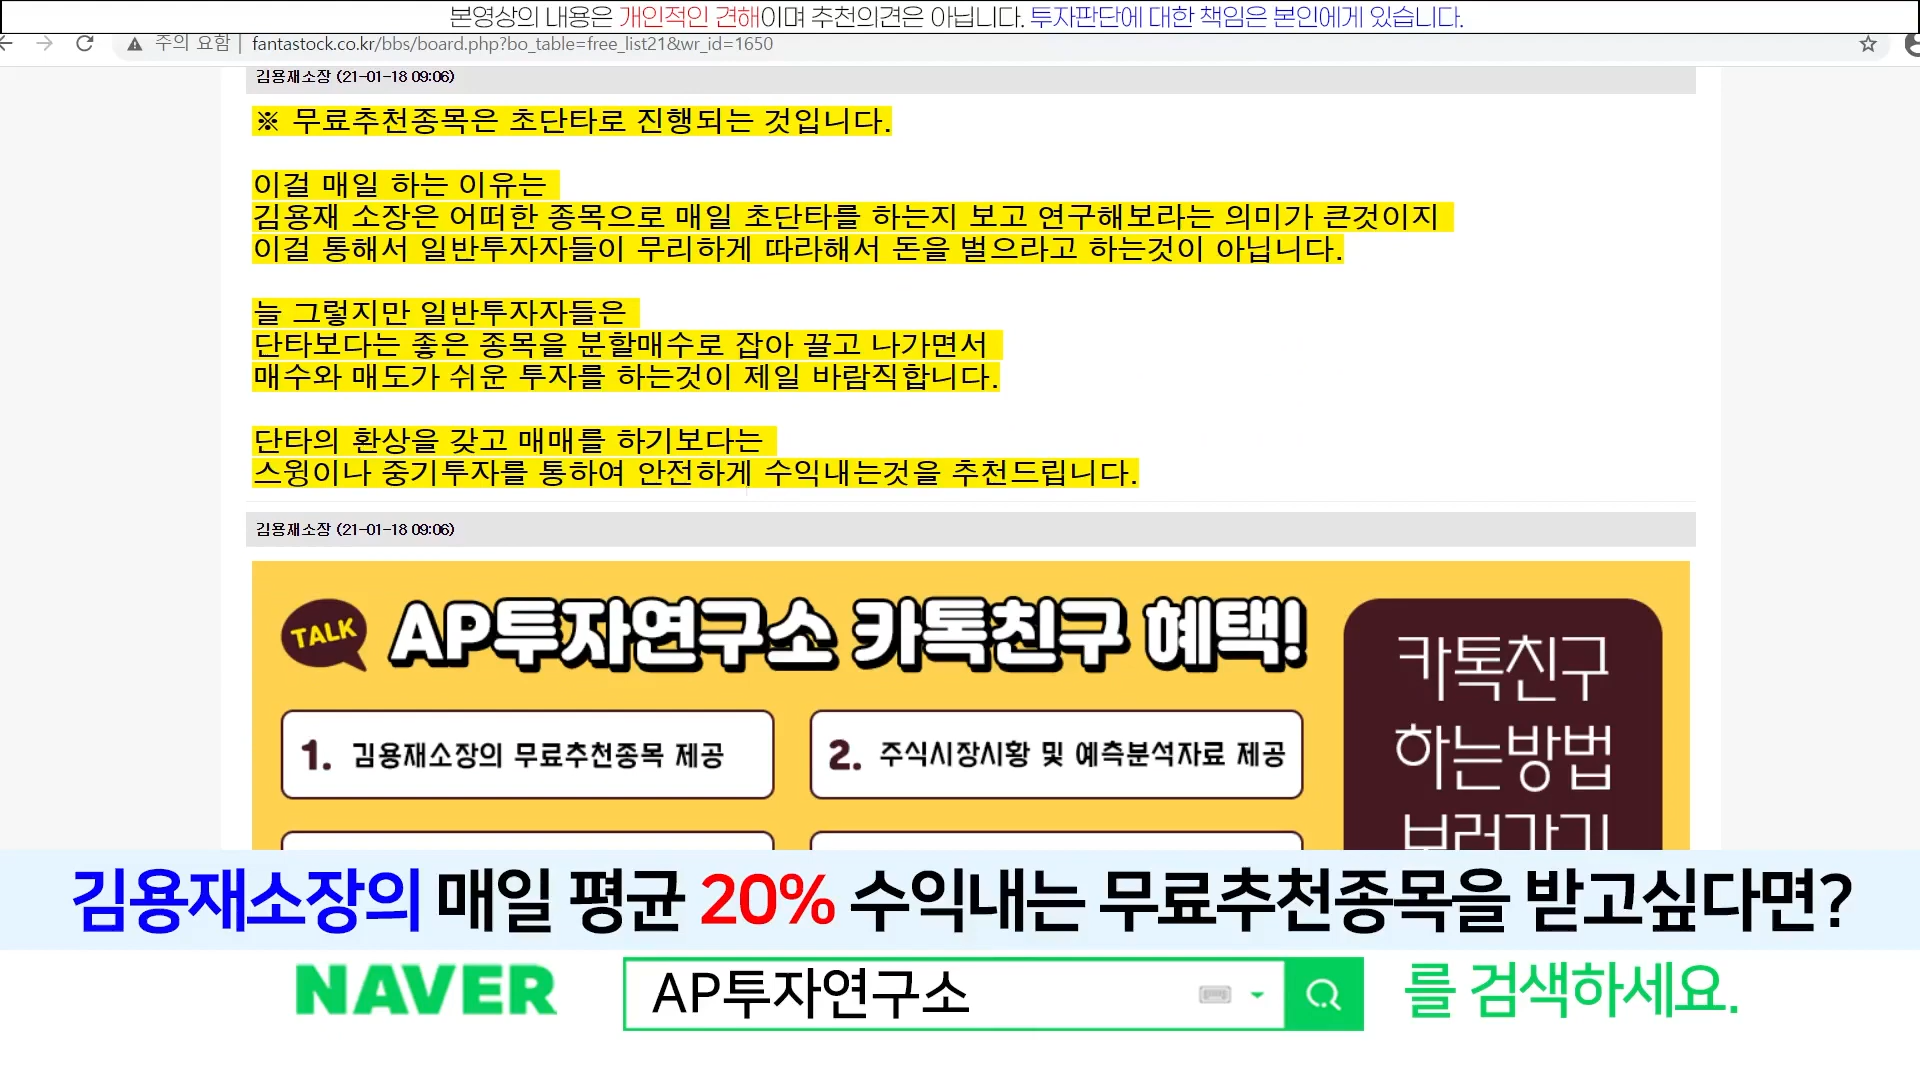 본영상의 내용은 개인적인 견해이며 추천의견은 아닙니다. 투자판단에 대한 책임은 본인에게 있습니다.
주의 요함 | fantastock.co.kr/bbs/board.php?bo_table=free_list21&wr_id=1650
김용재소장 (21-01-18 09:06)
※ 무료추천종목은 초단타로 진행되는 것입니다.
이걸 매일 하는 이유는
김용재 소장은 어떠한 종목으로 매일 초단타를 하는지 보고 연구해보라는 의미가 큰것이지
이걸 통해서 일반투자자들이 무리하게 따라해서 돈을 벌으라고 하는것이 아닙니다.
늘 그렇지만 일반투자자들은
단타보다는 좋은 종목을 분할매수로 잡아 끌고 나가면서
매수와 매도가 쉬운 투자를 하는것이 제일 바람직합니다.
단타의 환상을 갖고 매매를 하기보다는
스윙이나 중기투자를 통하여 안전하게 수익내는것을 추천드립니다.
김용재소장 (21-01-18 09:06)
TALK AP투자연구소 카톡친구 혜택!
1. 김용재소장의 무료추천종목 제공
2. 주식시장시황 및 예측분석자료 제공
카톡친구
하는방법
보러가기
김용재소장의 매일 평균 20% 수익내는 무료추천종목을 받고싶다면?
NAVER AP투자연구소 를 검색하세요.